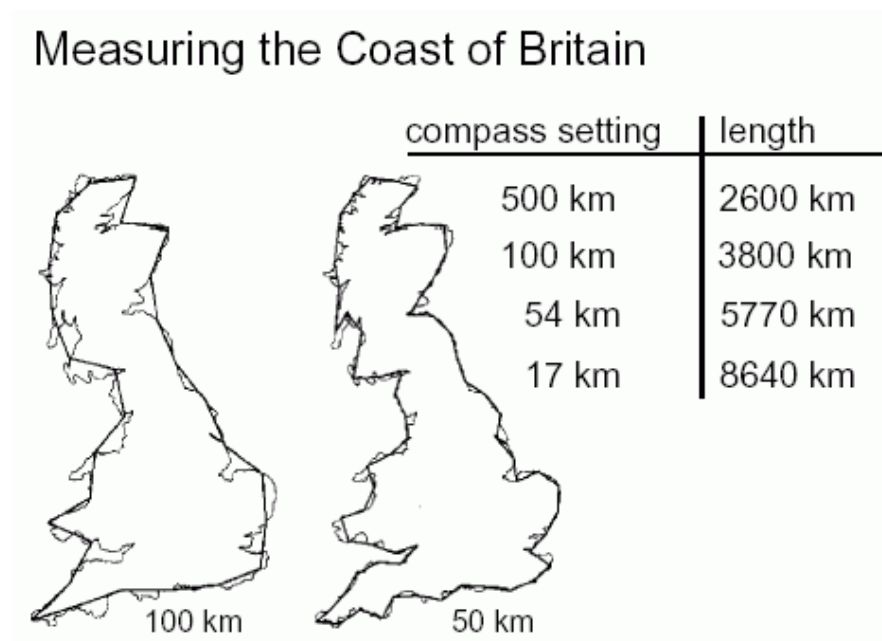 Measuring the Coast of Britain
compass setting length
500 km 2600 km
100 km 3800 km
54 km 5770 km
17 km 8640 km
100 km 50 km